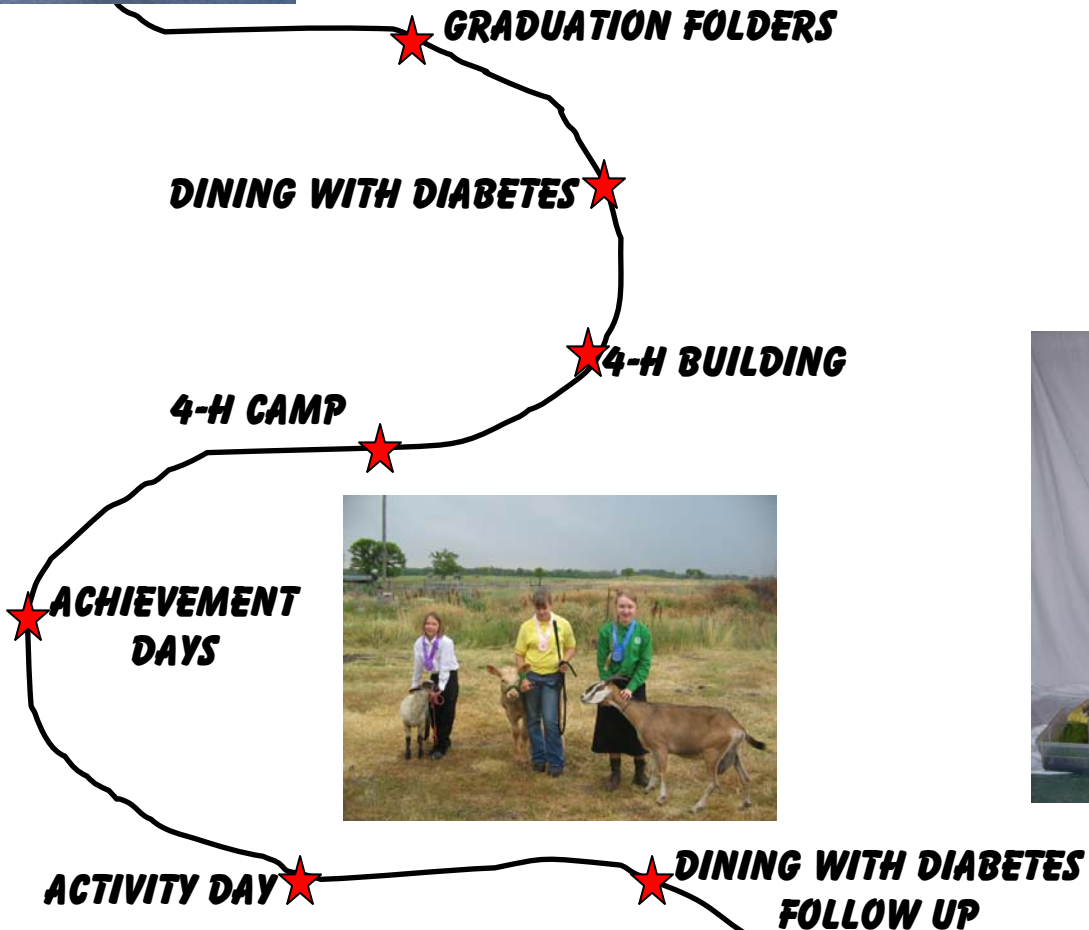 GRADUATION FOLDERS
DINING WITH DIABETES
4-H BUILDING
4-H CAMP
ACHIEVEMENT
DAYS
ACTIVITY DAY
DINING WITH DIABETES
FOLLOW UP